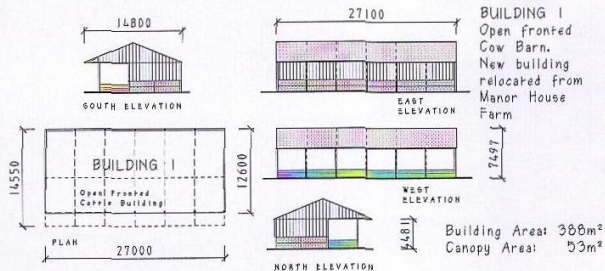 14800
SOUTH ELEVATION
27100
EAST
ELEVATION
BUILDING 1
Open fronted
Cow Barn.
New building
relocated from
Manor House
Farm
14550
BUILDING 1
Open Fronted
Cattle Building
12600
PLAN
27000
7497
WEST
ELEVATION
4481
NORTH ELEVATION
Building Area: 388m²
Canopy Area: 53m²